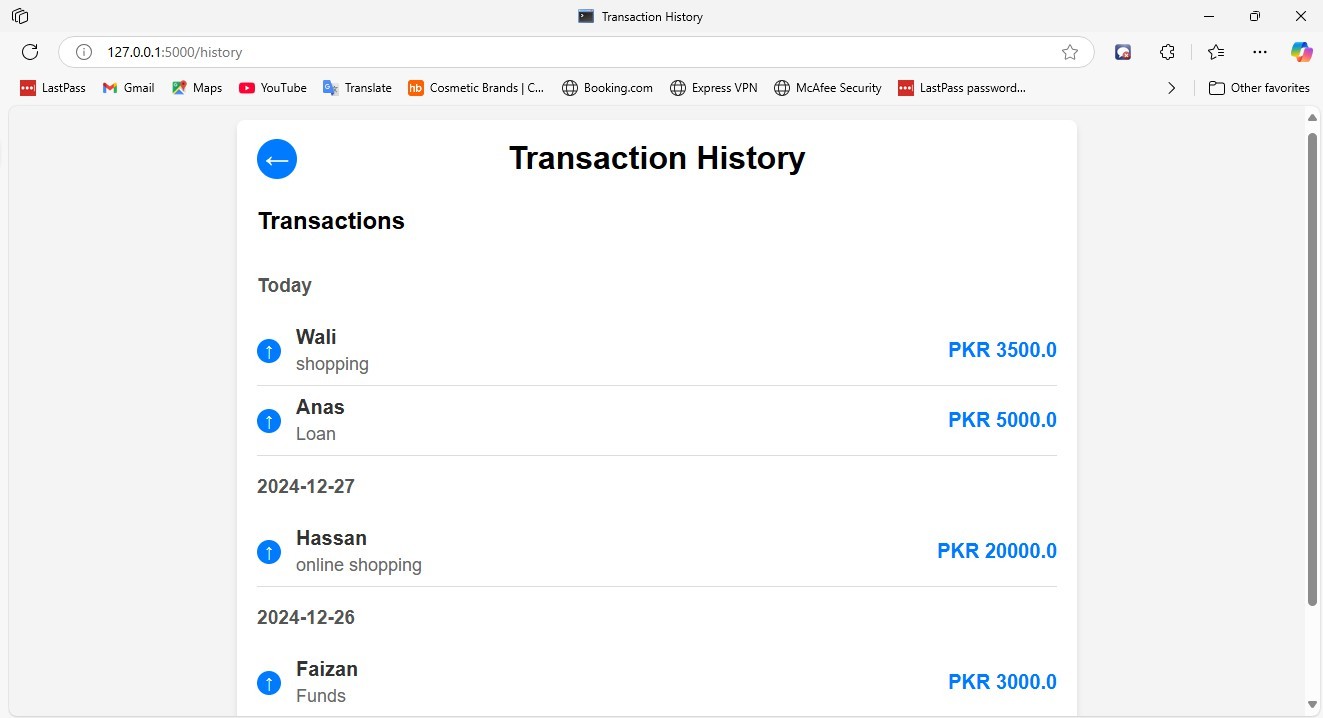 Transaction History
127.0.0.1:5000/history
LastPass Gmail Maps YouTube Translate hb Cosmetic Brands | C... Booking.com Express VPN McAfee Security LastPass password... Other favorites
Transaction History
Transactions
Today
Wali
shopping
PKR 3500.0
Anas
Loan
PKR 5000.0
2024-12-27
Hassan
online shopping
PKR 20000.0
2024-12-26
Faizan
Funds
PKR 3000.0